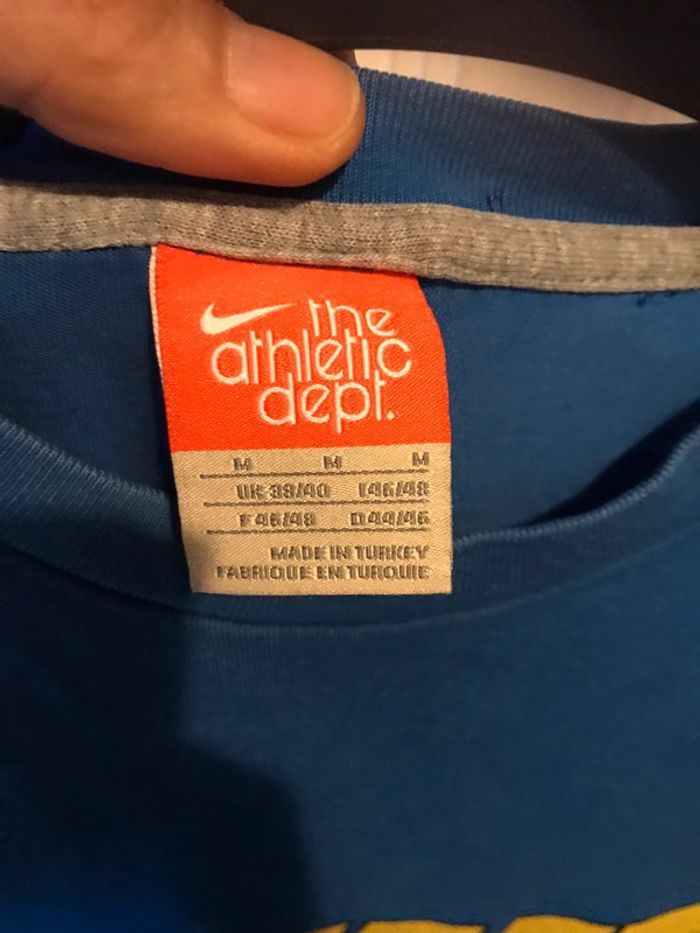 the
athletic
dept.
M M M
UK 38/40 I 46/48
F 46/48 D 44/46
MADE IN TURKEY
FABRIQUE EN TURQUIE